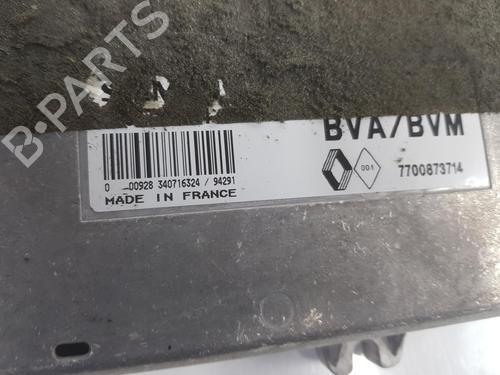 B-PARTS
BVA/BVM
001
7700873714
0 00928 340716324 / 94291
MADE IN FRANCE